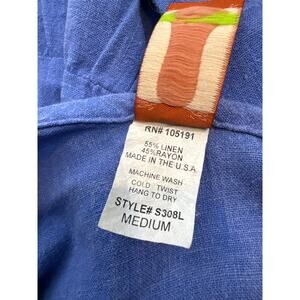 RN# 105191
55% LINEN
45%RAYON
MADE IN THE U.S.A.
MACHINE WASH
COLD TWIST
HANG TO DRY
STYLE# S308L
MEDIUM